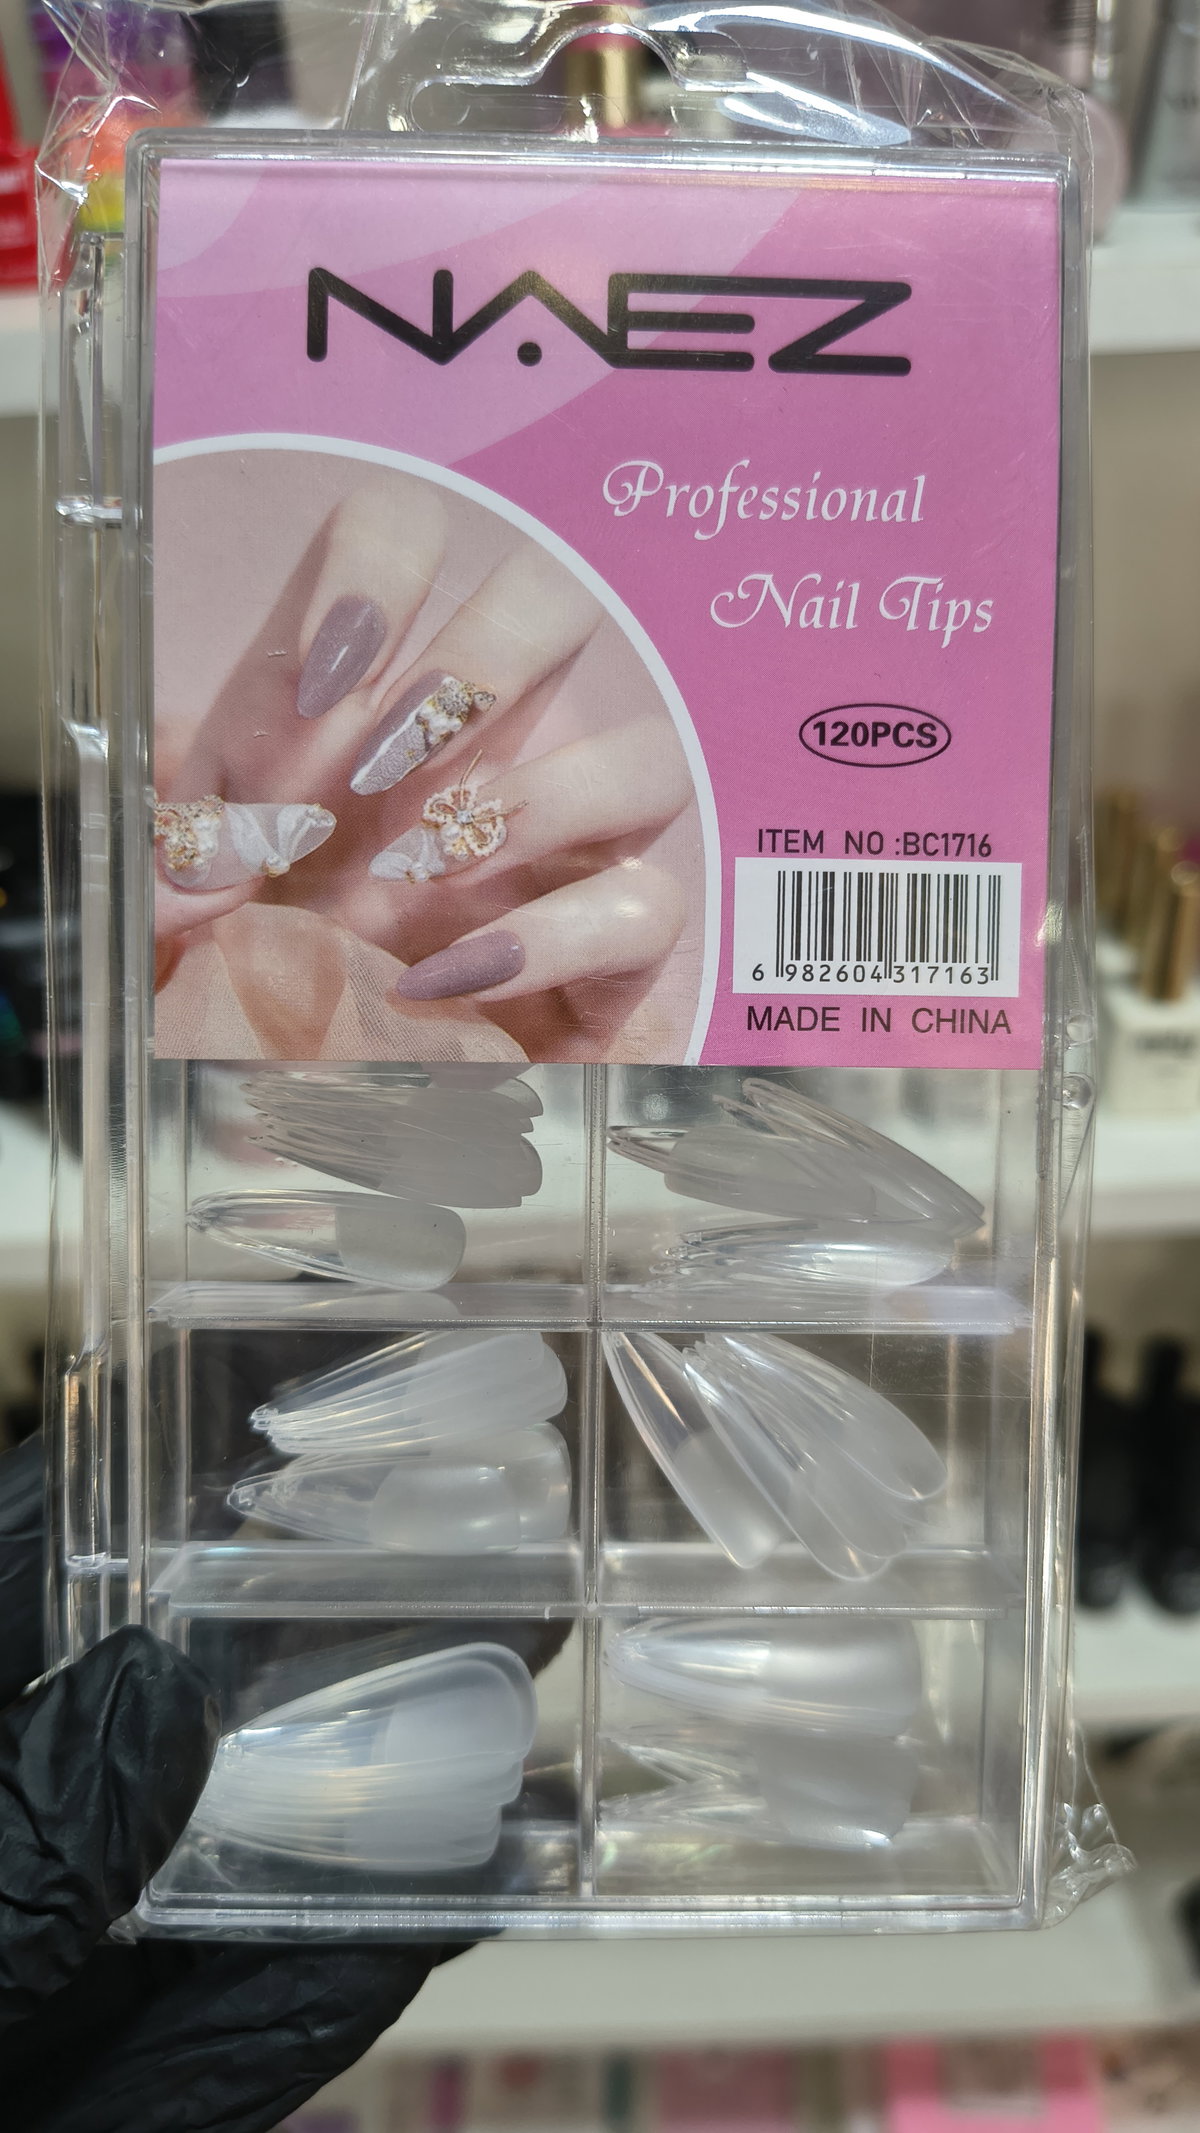 NAEZ
Professional
Nail Tips
120PCS
ITEM NO :BC1716
6 982604 317163
MADE IN CHINA